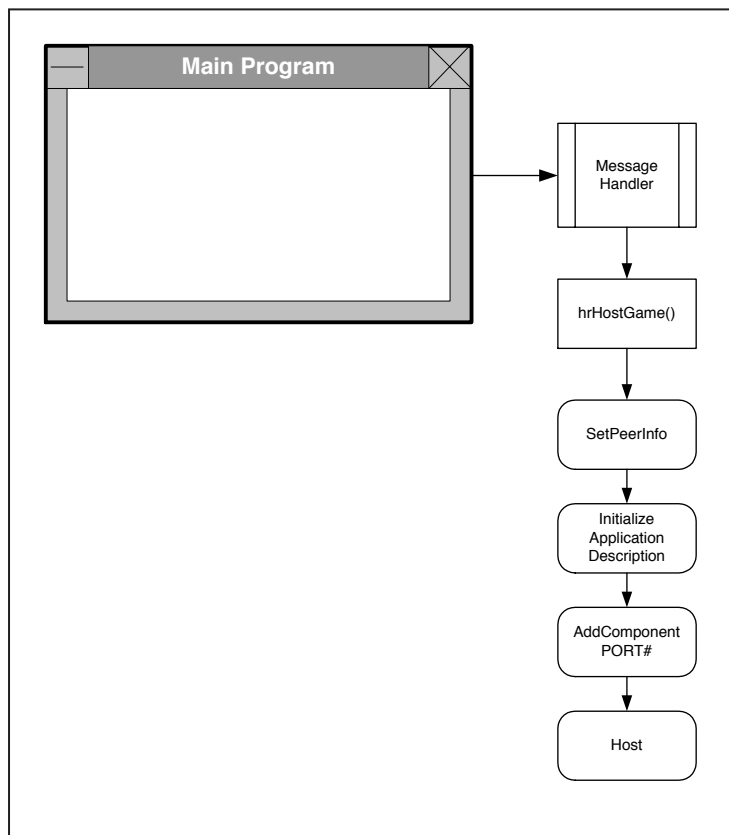 Main Program
Message
Handler
hrHostGame()
SetPeerInfo
Initialize
Application
Description
AddComponent
PORT#
Host